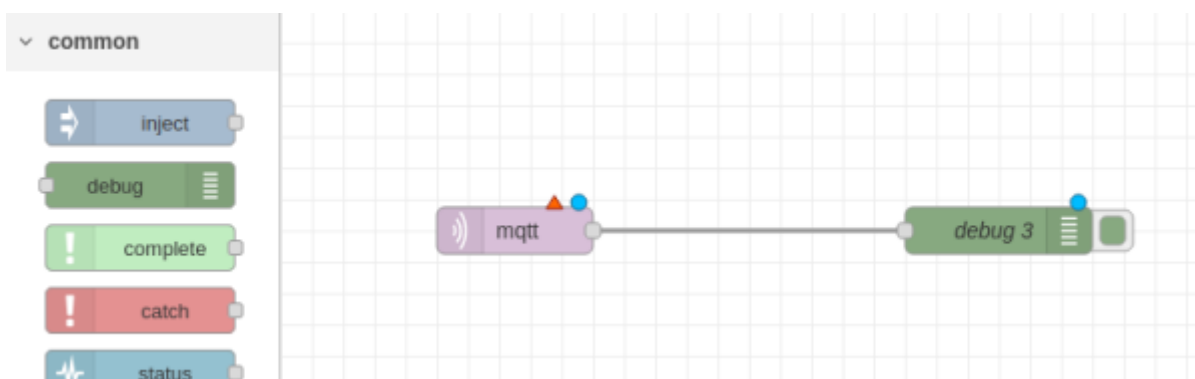 common
inject
debug
complete
catch
status
mqtt
debug 3